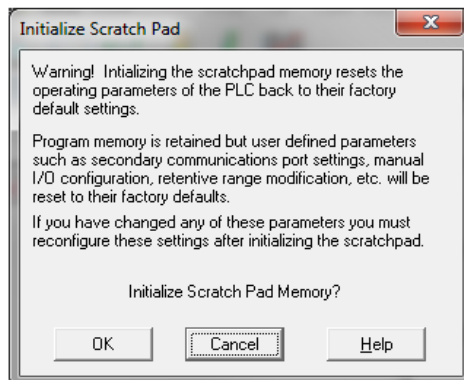 Initialize Scratch Pad
Warning! Intializing the scratchpad memory resets the
operating parameters of the PLC back to their factory
default settings.
Program memory is retained but user defined parameters
such as secondary communications port settings, manual
I/O configuration, retentive range modification, etc. will be
reset to their factory defaults.
If you have changed any of these parameters you must
reconfigure these settings after initializing the scratchpad.
Initialize Scratch Pad Memory?
OK Cancel Help